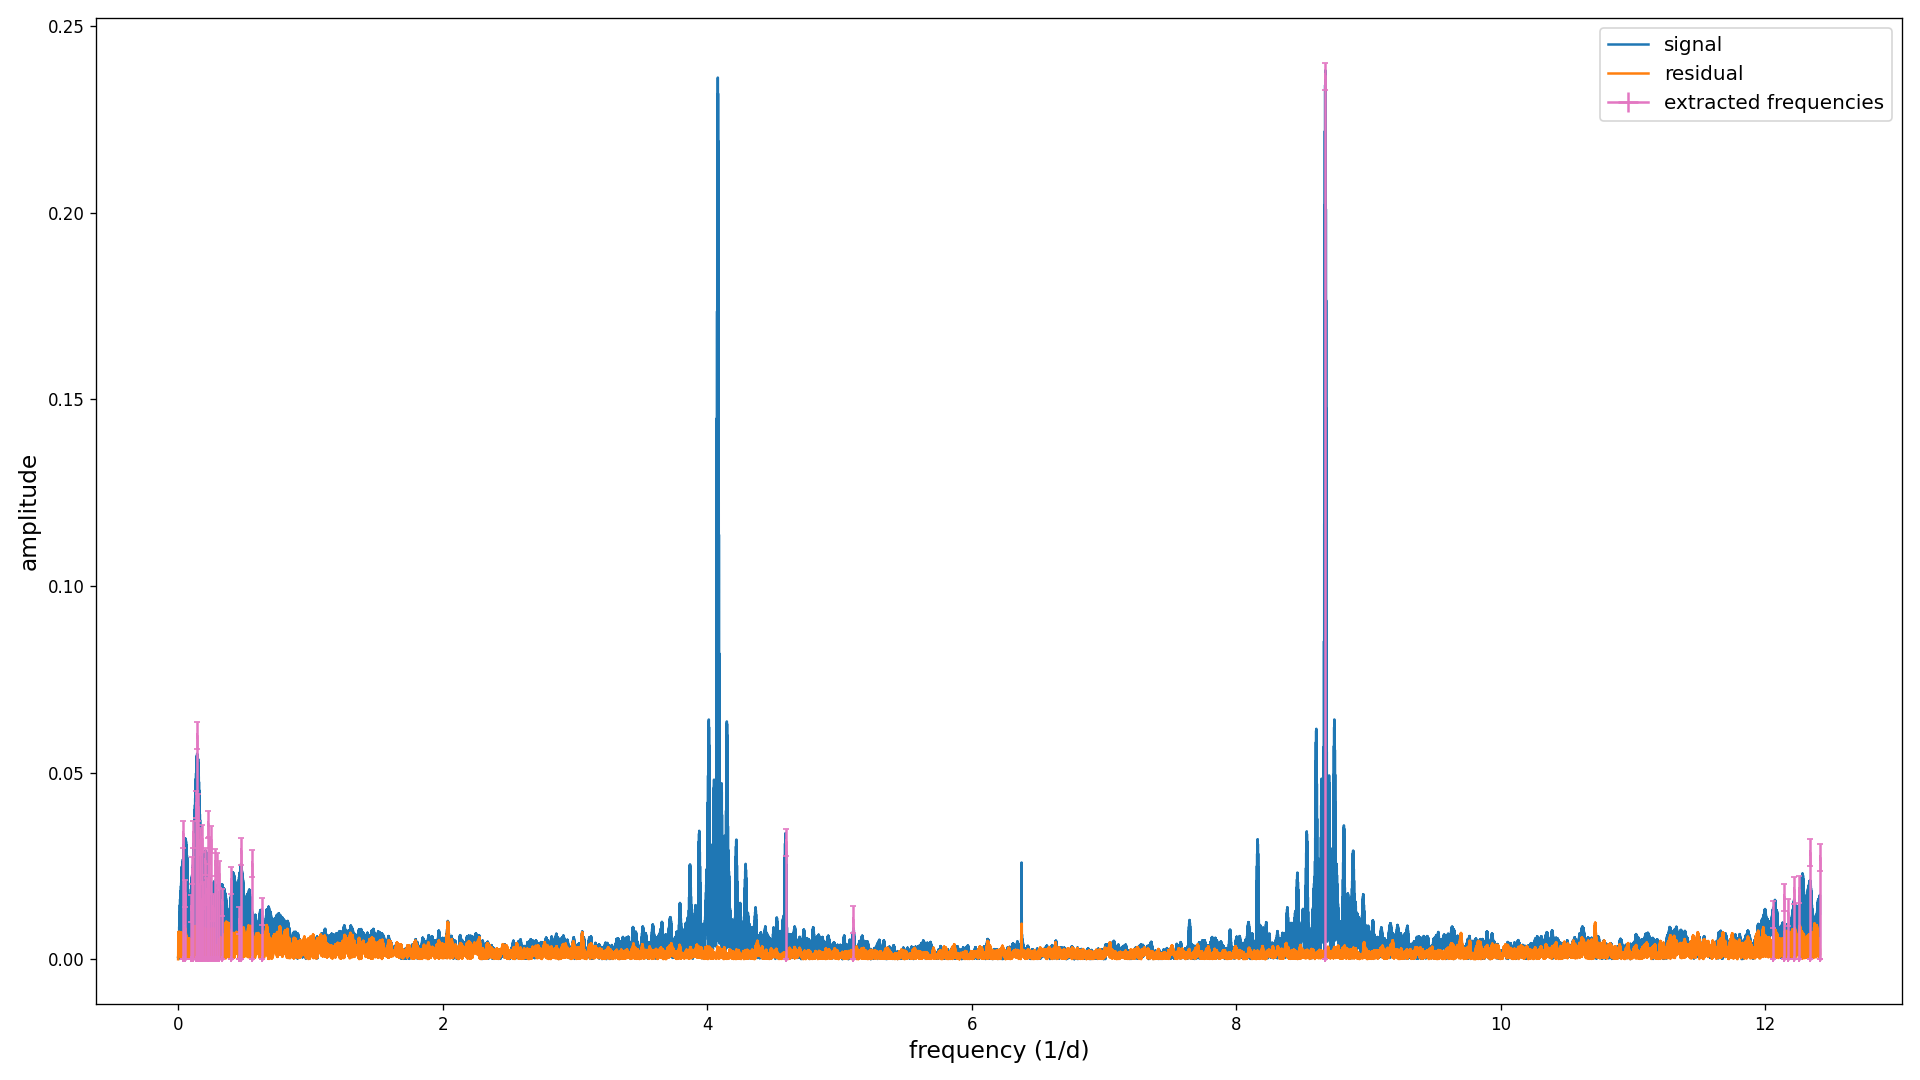 0.25
0.20
0.15
0.10
0.05
0.00
amplitude
signal
residual
extracted frequencies
0 2 4 6 8 10 12
frequency (1/d)